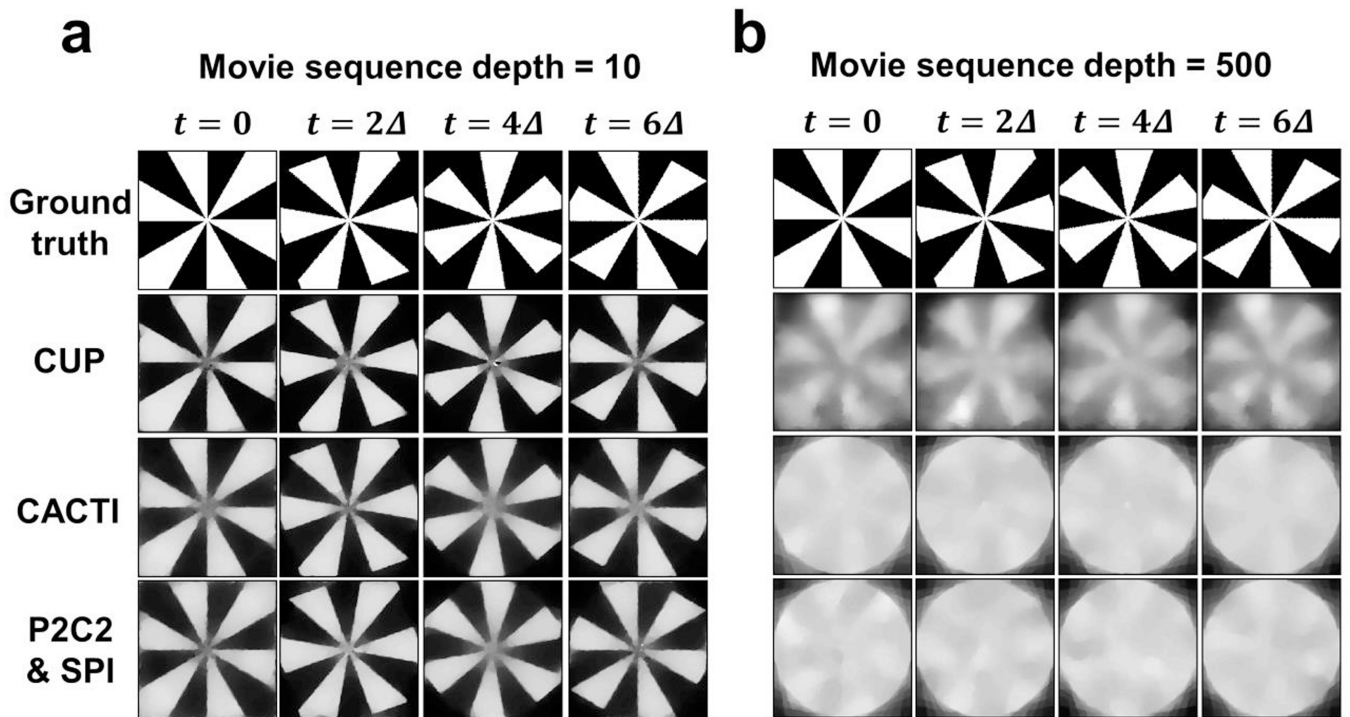 a
Movie sequence depth = 10
t = 0 t = 2Δ t = 4Δ t = 6Δ
Ground
truth
CUP
CACTI
P2C2
& SPI
b
Movie sequence depth = 500
t = 0 t = 2Δ t = 4Δ t = 6Δ